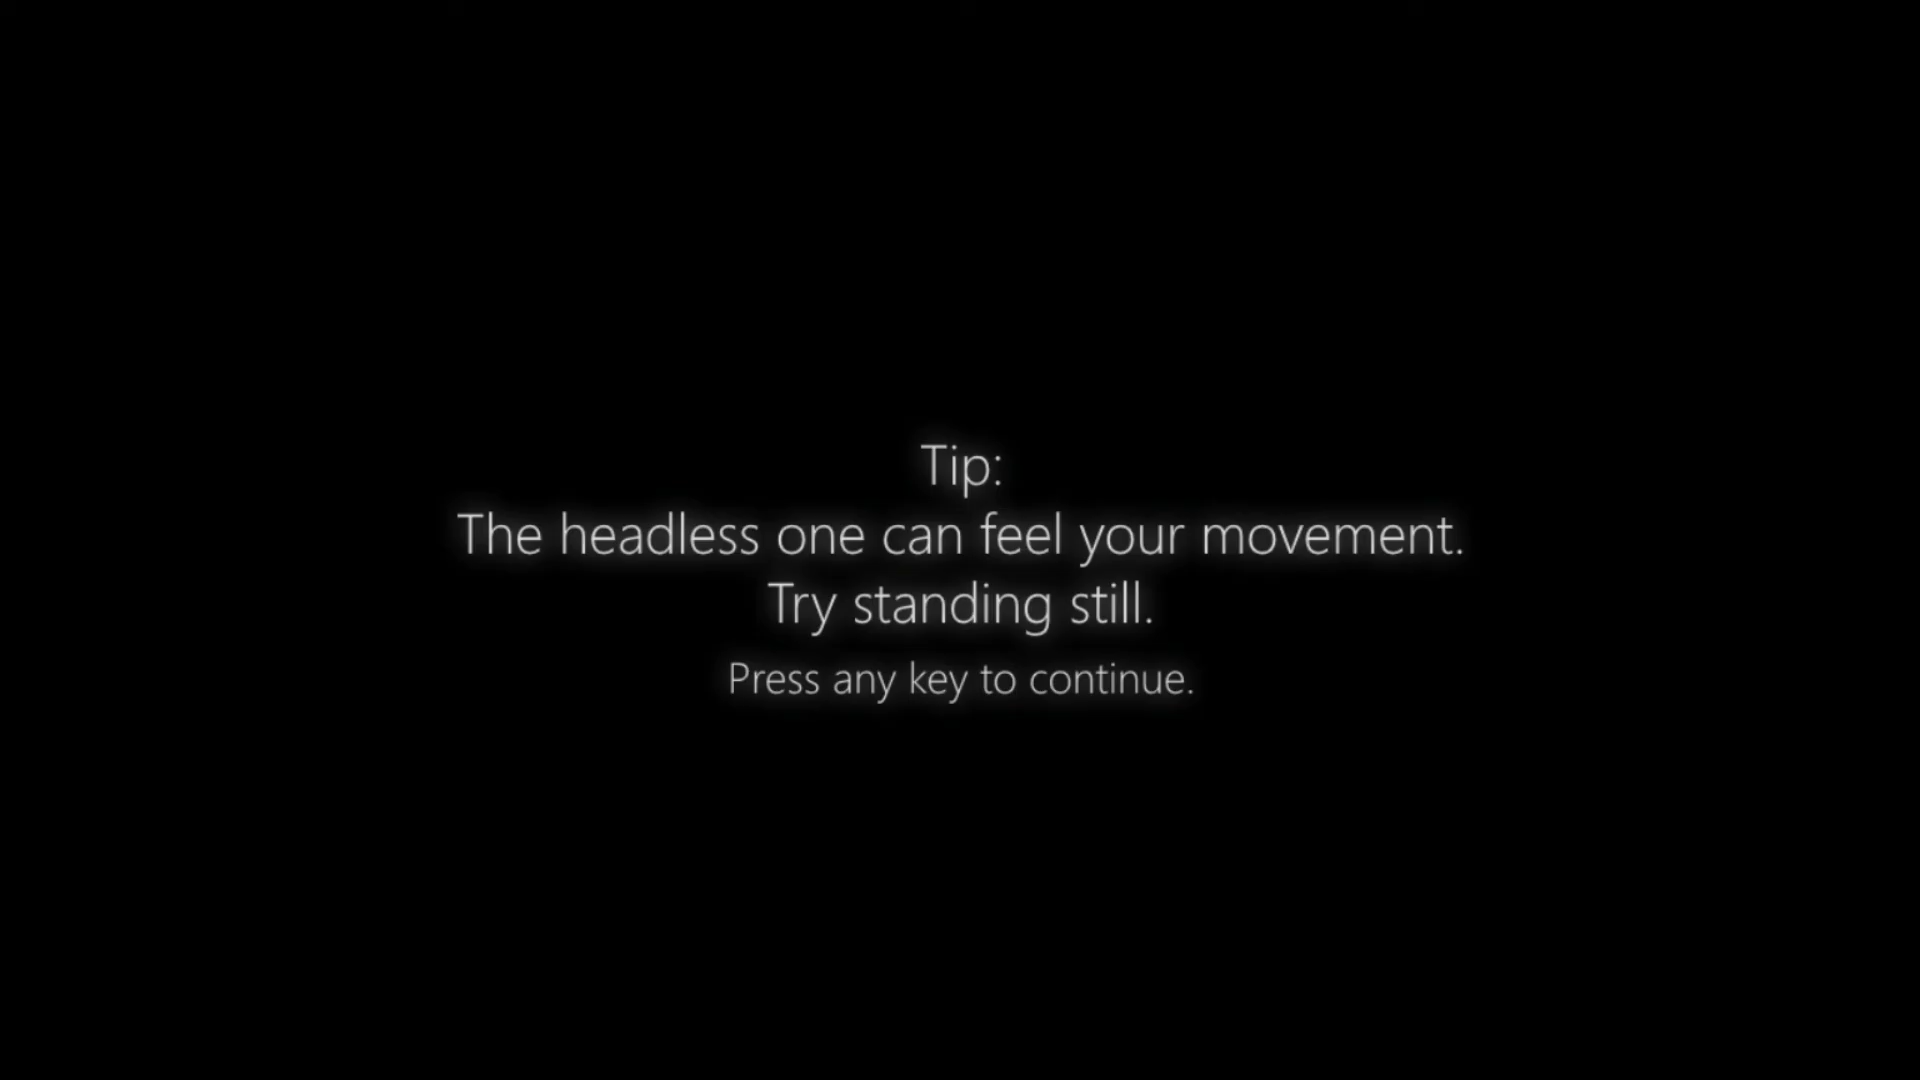 Tip:
The headless one can feel your movement.
Try standing still.
Press any key to continue.